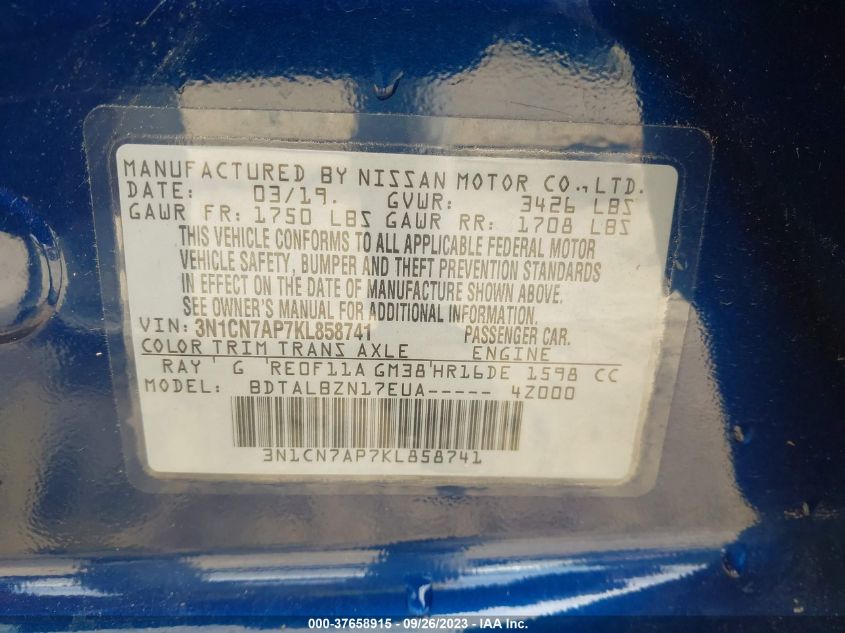 MANUFACTURED BY NISSAN MOTOR CO., LTD.
DATE: 03/19. GVWR: 3426 LBS
GAWR FR: 1750 LBS GAWR RR: 1708 LBS
THIS VEHICLE CONFORMS TO ALL APPLICABLE FEDERAL MOTOR
VEHICLE SAFETY, BUMPER AND THEFT PREVENTION STANDARDS
IN EFFECT ON THE DATE OF MANUFACTURE SHOWN ABOVE.
SEE OWNER'S MANUAL FOR ADDITIONAL INFORMATION.
VIN: 3N1CN7AP7KL858741 PASSENGER CAR.
COLOR TRIM TRANS AXLE ENGINE
RAY ' G 'RE0F11A GM38'HR16DE 1598 CC
MODEL: BDTALBZN17EUA----- 4Z000
3N1CN7AP7KL858741
000-37658915 - 09/26/2023 - IAA Inc.